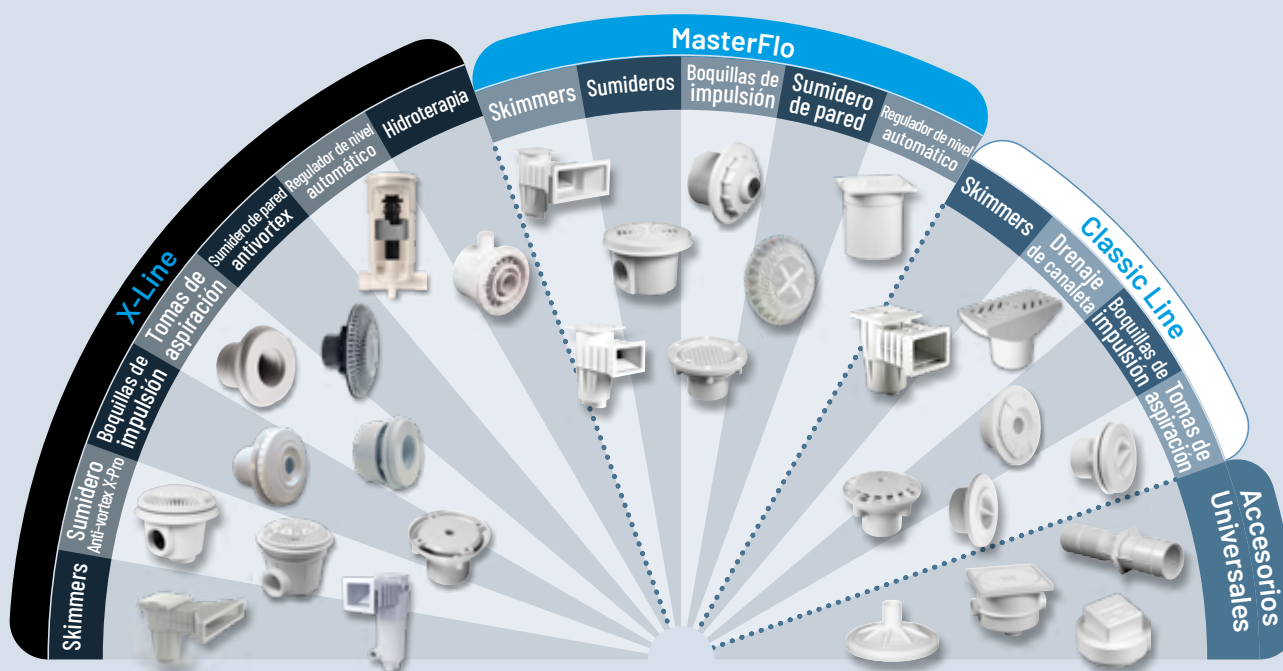 X-Line
Skimmers
Sumidero
Anti-vortex X-Pro
Boquillas de
impulsión
Tomas de
aspiración
Sumidero de pared
antivortex
Regulador de nivel
automático
Hidroterapia
MasterFlo
Skimmers
Sumideros
Boquillas de
impulsión
Sumidero
de pared
Regulador de nivel
automático
Classic Line
Skimmers
Drenaje
de canaleta
Boquillas de
impulsión
Tomas de
aspiración
Accesorios
Universales